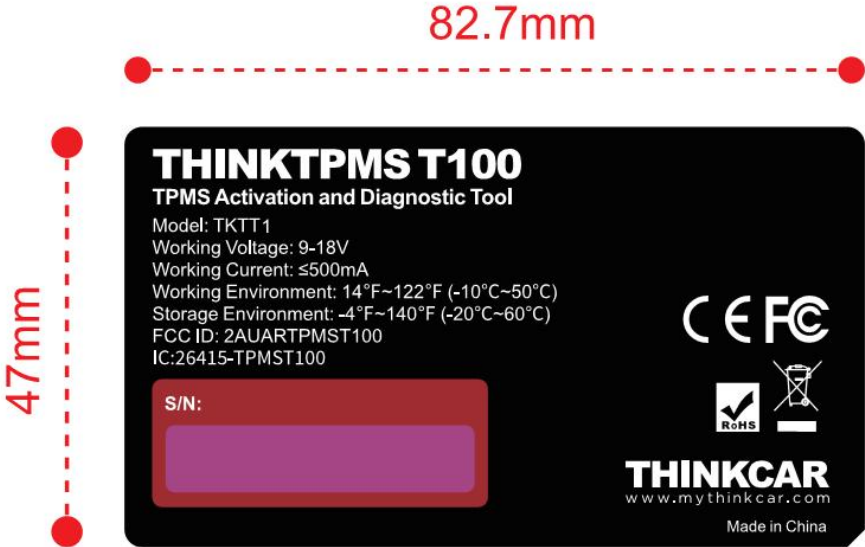 82.7mm
47mm
THINKTPMS T100
TPMS Activation and Diagnostic Tool
Model: TKTT1
Working Voltage: 9-18V
Working Current: ≤500mA
Working Environment: 14°F~122°F (-10°C~50°C)
Storage Environment: -4°F~140°F (-20°C~60°C)
FCC ID: 2AUARTPMST100
IC:26415-TPMST100
S/N:
CE FC
RoHS
THINKCAR
www.mythinkcar.com
Made in China